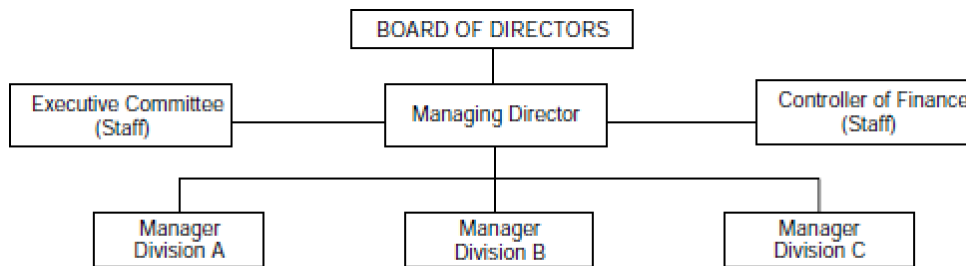 BOARD OF DIRECTORS
Executive Committee
(Staff)
Managing Director
Controller of Finance
(Staff)
Manager
Division A
Manager
Division B
Manager
Division C